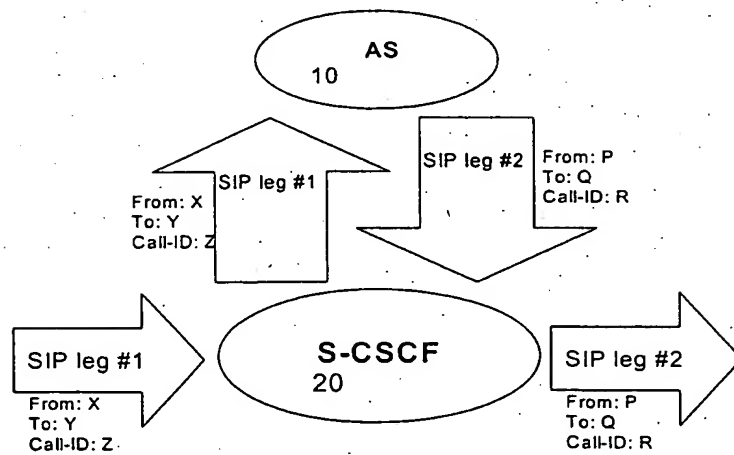 AS
10
SIP leg #1
From: X
To: Y
Call-ID: Z
SIP leg #2
From: P
To: Q
Call-ID: R
SIP leg #1
From: X
To: Y
Call-ID: Z
S-CSCF
20
SIP leg #2
From: P
To: Q
Call-ID: R